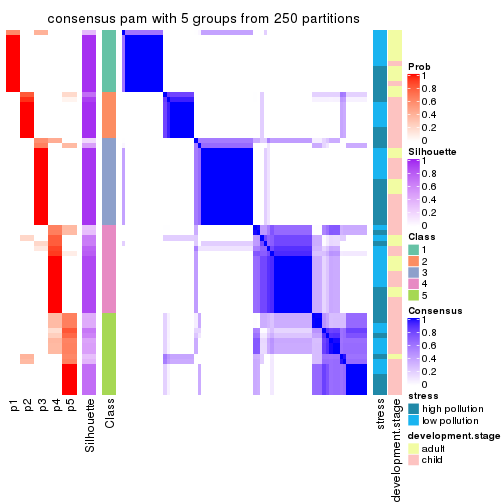 consensus pam with 5 groups from 250 partitions
Prob
1
0.8
0.6
0.4
0.2
0
Silhouette
1
0.8
0.6
0.4
0.2
0
Class
1
2
3
4
5
Consensus
1
0.8
0.6
0.4
0.2
0
stress
high pollution
low pollution
development.stage
adult
child
p1
p2
p3
p4
p5
Silhouette
Class
stress
development.stage